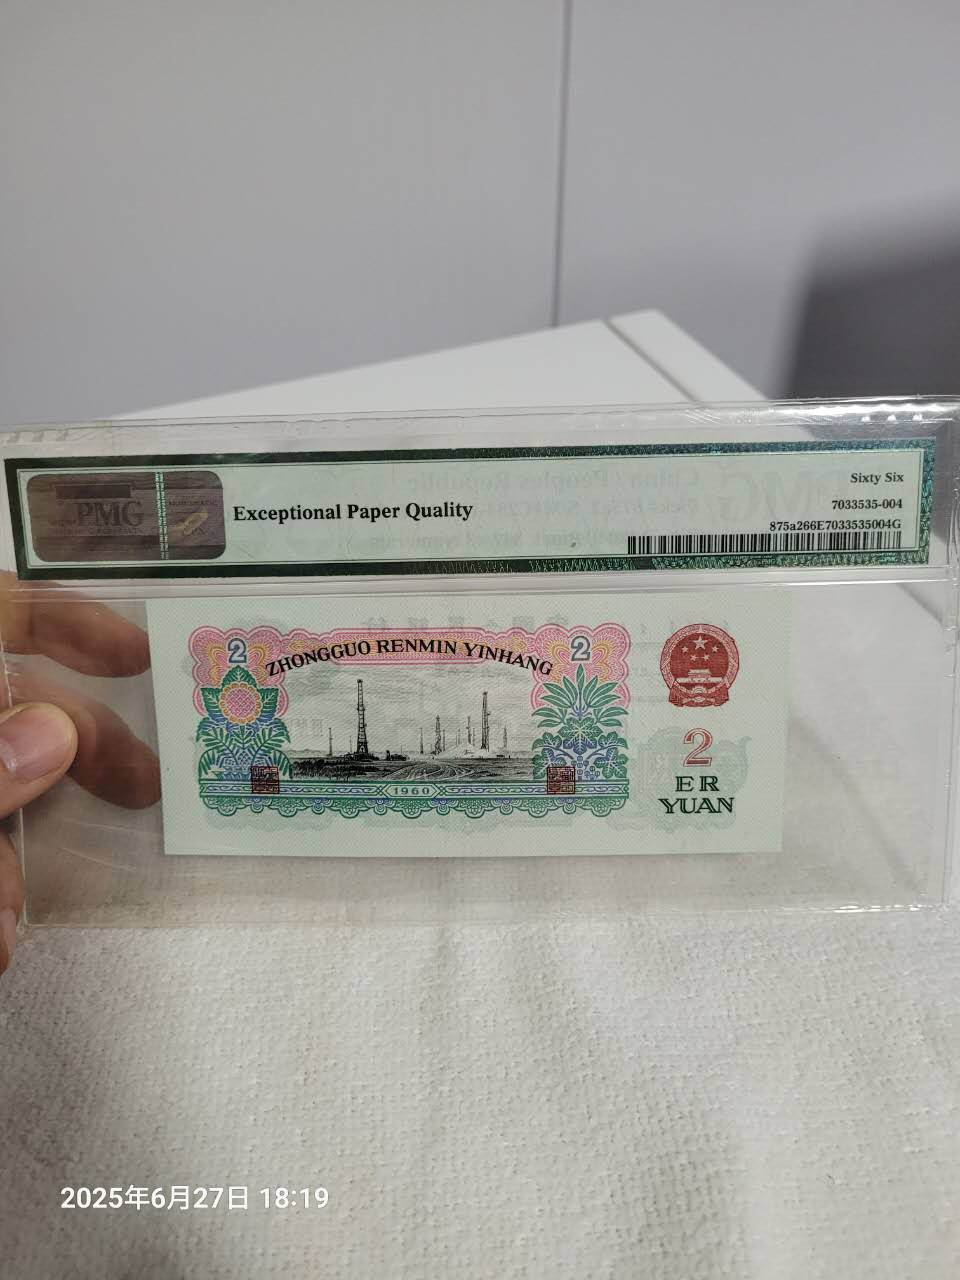 Sixty Six
PMG
Exceptional Paper Quality
7033535-004
875a266E7033535004G
2
ZHONGGUO RENMIN YINHANG
2
2
ER
YUAN
1960
2025年6月27日 18:19